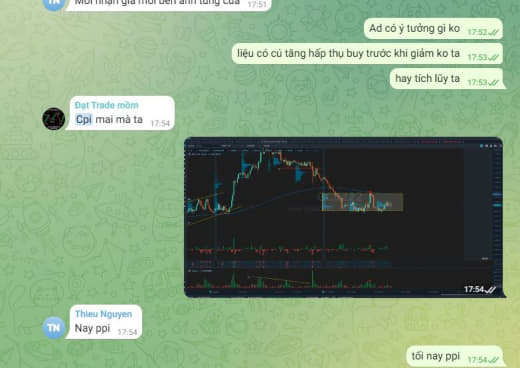 TN
Mới nhận giá mới bên anh tùng của 17:51
Ad có ý tưởng gì ko 17:52
liệu có cú tăng hấp thụ buy trước khi giảm ko ta 17:53
hay tích lũy ta 17:53
Đạt Trade mồm
Cpi mai mà ta 17:54
17:54
Thieu Nguyen
TN
Nay ppi 17:54
tối nay ppi 17:54